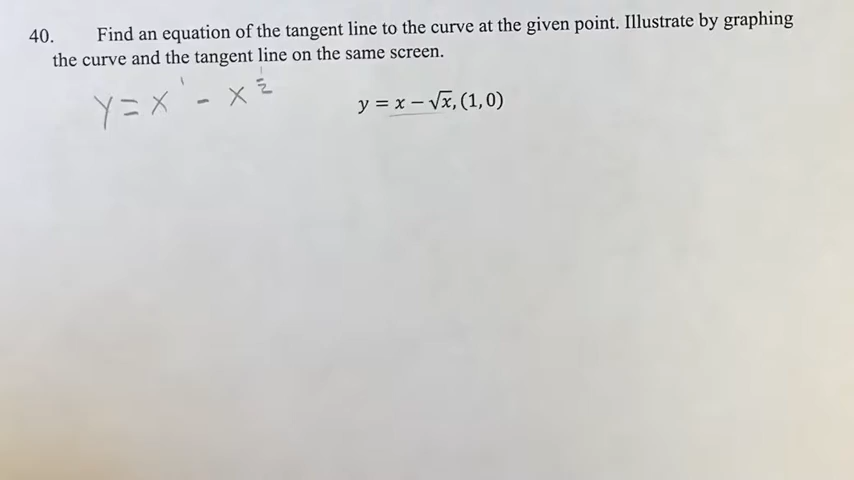 40. Find an equation of the tangent line to the curve at the given point. Illustrate by graphing
the curve and the tangent line on the same screen.
y = x¹ - x^½
y = x − √x, (1, 0)